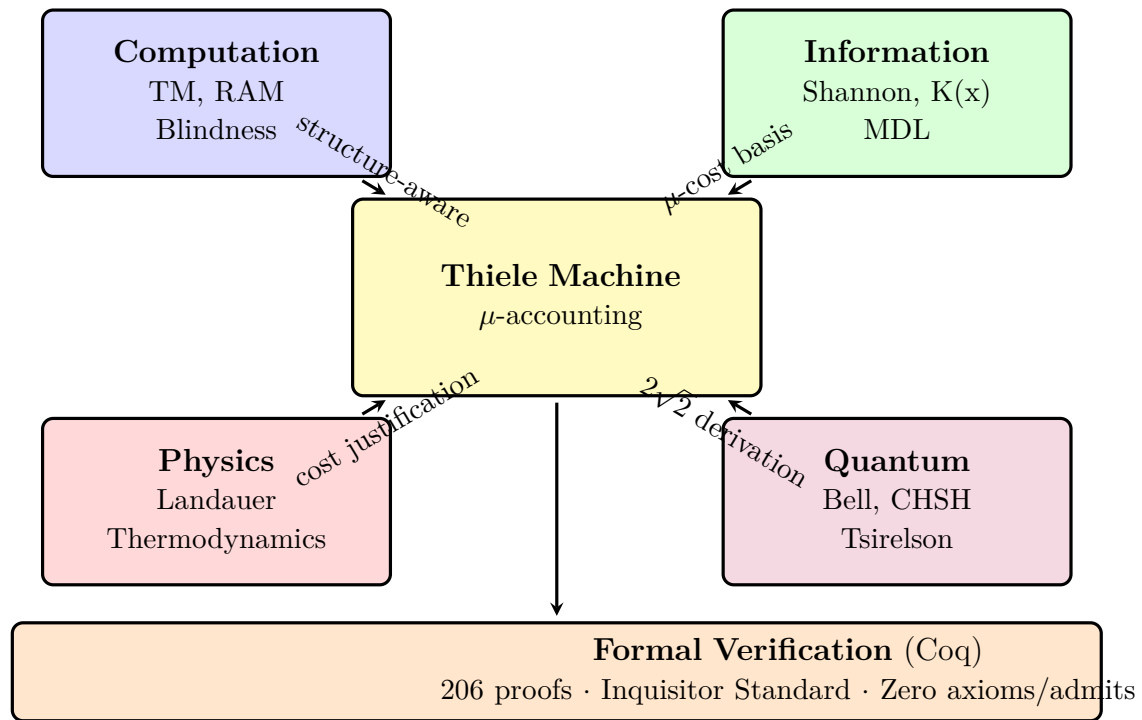 Computation
TM, RAM
Blindness
Information
Shannon, K(x)
MDL
structure-aware
μ-cost basis
Thiele Machine
μ-accounting
cost justification
2√2 derivation
Physics
Landauer
Thermodynamics
Quantum
Bell, CHSH
Tsirelson
Formal Verification (Coq)
206 proofs · Inquisitor Standard · Zero axioms/admits